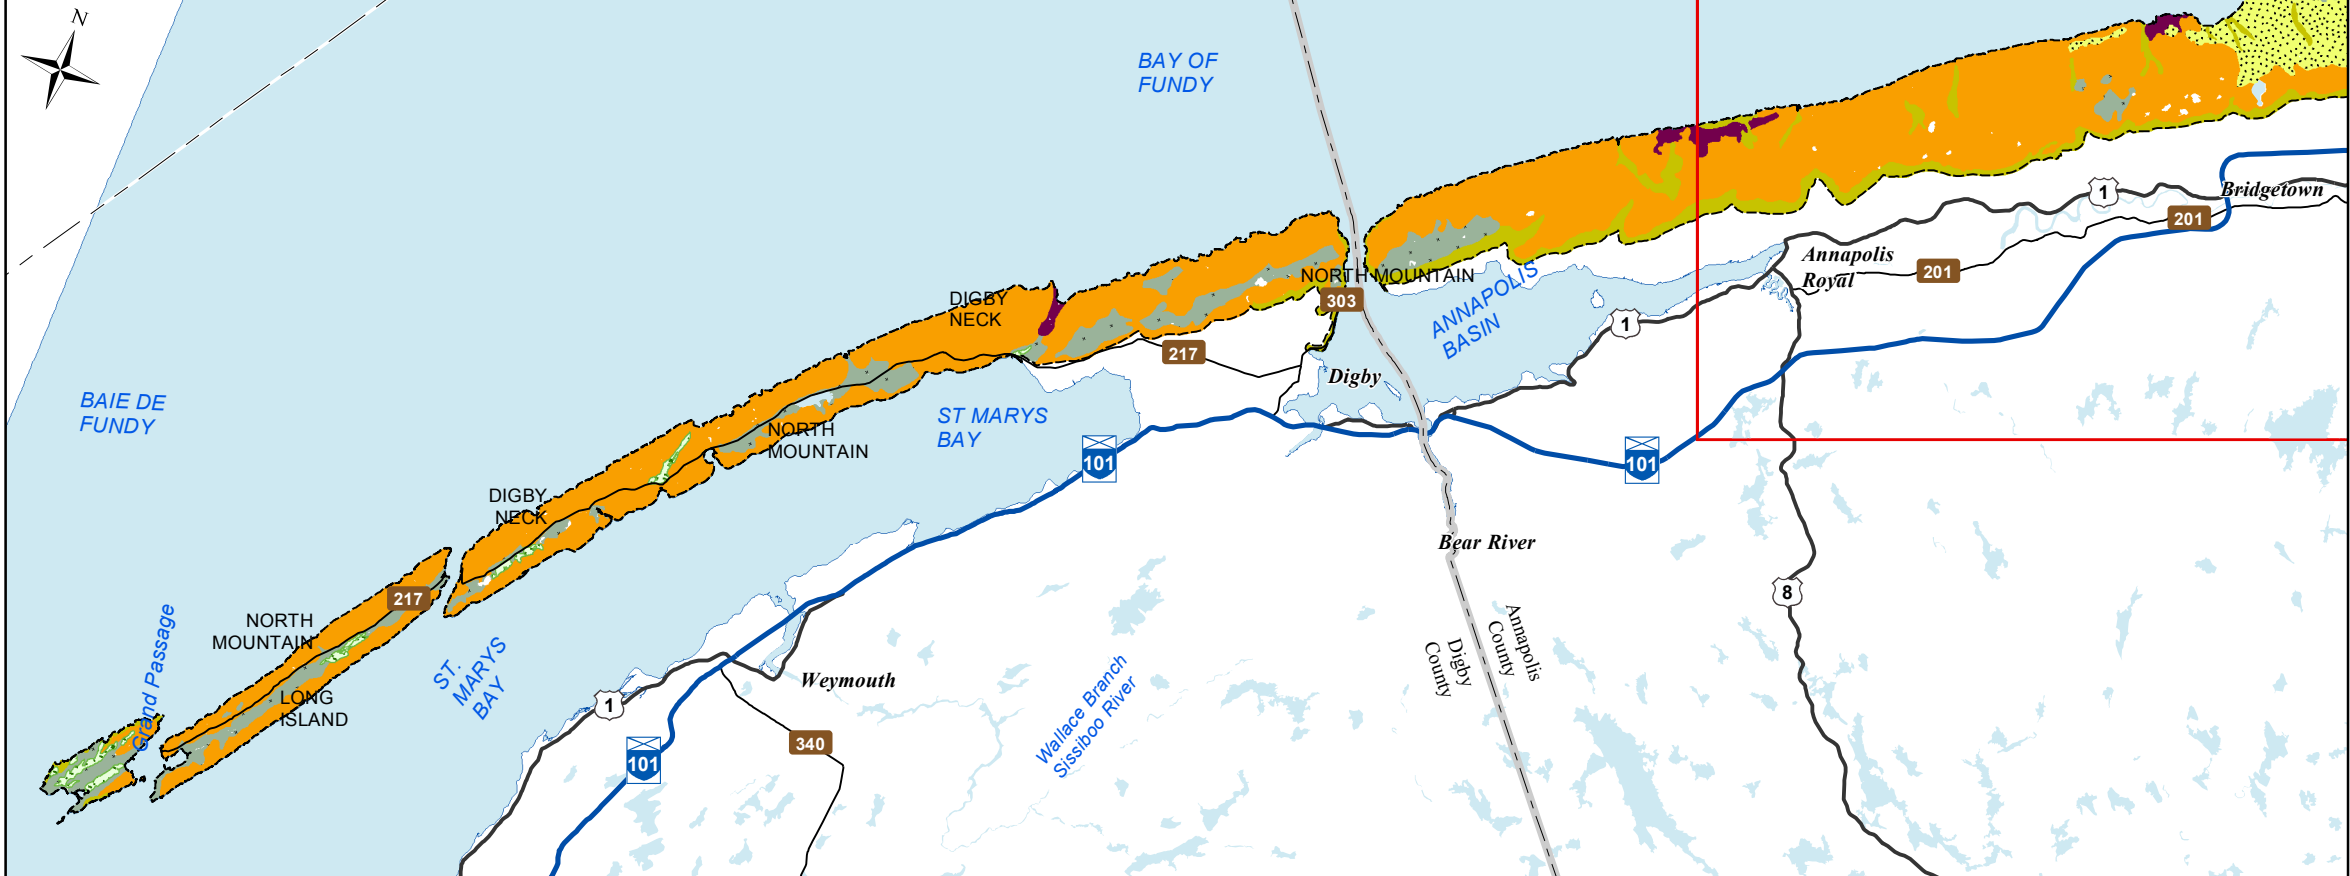 N
BAY OF
FUNDY
1
Bridgetown
201
Annapolis
Royal
201
NORTH MOUNTAIN
303
ANNAPOLIS
BASIN
1
DIGBY
NECK
217
Digby
BAIE DE
FUNDY
ST MARYS
BAY
NORTH
MOUNTAIN
101
101
DIGBY
NECK
Bear River
8
217
NORTH
MOUNTAIN
Grand Passage
ST.
MARYS
BAY
LONG
ISLAND
Weymouth
1
340
101
Wallace Branch
Sissiboo River
Annapolis
County
Digby
County